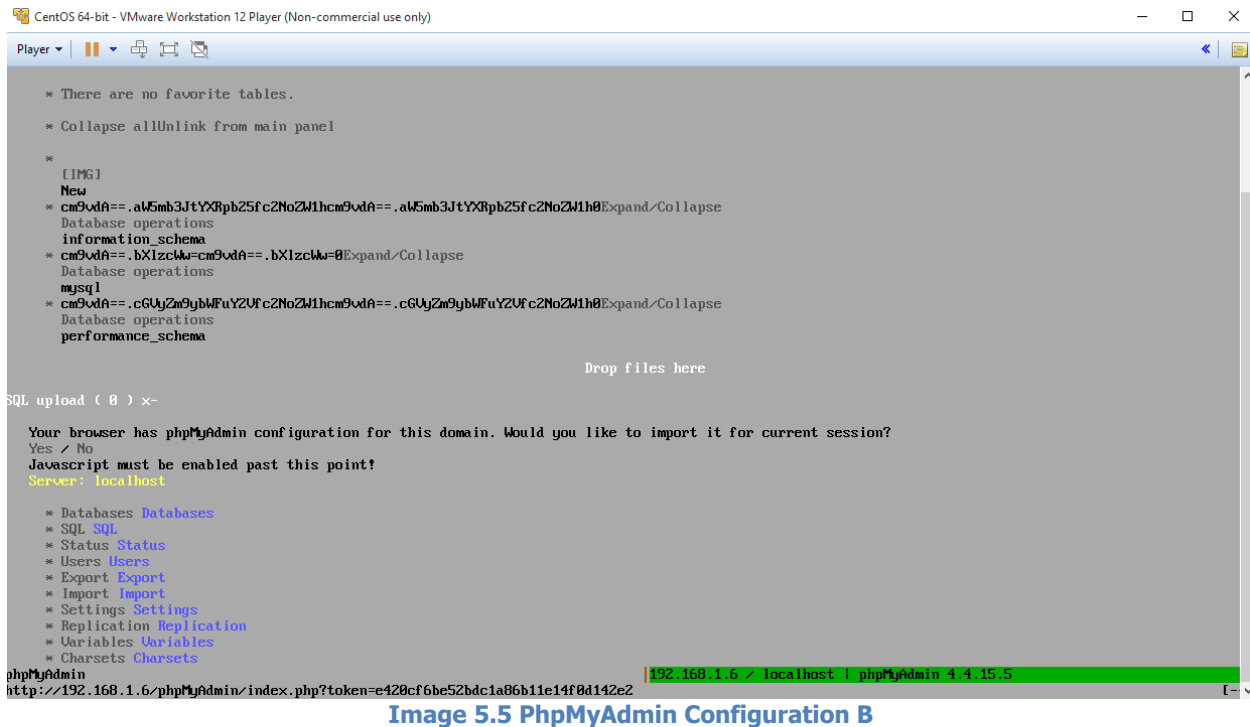 CentOS 64-bit - VMware Workstation 12 Player (Non-commercial use only)
Player
* There are no favorite tables.
* Collapse allUnlink from main panel
*
[IMG]
New
* cm9vdA==.aW5mb3JtYXRpb25fc2NoZW1hcm9vdA==.aW5mb3JtYXRpb25fc2NoZW1h0Expand/Collapse
Database operations
information_schema
* cm9vdA==.bXlzcWw=cm9vdA==.bXlzcWw=0Expand/Collapse
Database operations
mysql
* cm9vdA==.cGVyZm9ybWFuY2Vfc2NoZW1hcm9vdA==.cGVyZm9ybWFuY2Vfc2NoZW1h0Expand/Collapse
Database operations
performance_schema
Drop files here
SQL upload ( 0 ) x-
Your browser has phpMyAdmin configuration for this domain. Would you like to import it for current session?
Yes / No
Javascript must be enabled past this point!
Server: localhost
* Databases Databases
* SQL SQL
* Status Status
* Users Users
* Export Export
* Import Import
* Settings Settings
* Replication Replication
* Variables Variables
* Charsets Charsets
phpMyAdmin 192.168.1.6 / localhost | phpMyAdmin 4.4.15.5
http://192.168.1.6/phpMyAdmin/index.php?token=e420cf6be52bdc1a86b11e14f0d142e2 [--
Image 5.5 PhpMyAdmin Configuration B